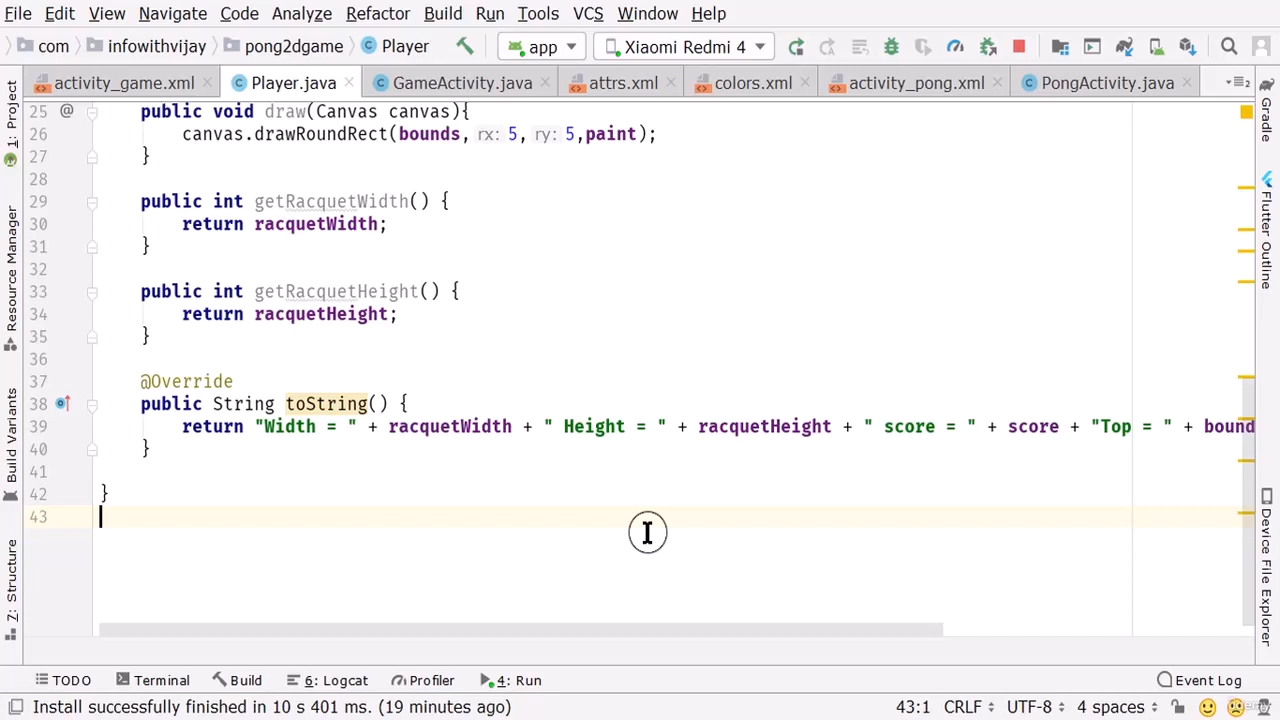 File Edit View Navigate Code Analyze Refactor Build Run Tools VCS Window Help
com infowithvijay pong2dgame Player app Xiaomi Redmi 4
activity_game.xml Player.java GameActivity.java attrs.xml colors.xml activity_pong.xml PongActivity.java
1: Project
Resource Manager
Build Variants
Z: Structure
25 @ public void draw(Canvas canvas){
26 canvas.drawRoundRect(bounds, rx: 5, ry: 5,paint);
27 }
28
29 public int getRacquetWidth() {
30 return racquetWidth;
31 }
32
33 public int getRacquetHeight() {
34 return racquetHeight;
35 }
36
37 @Override
38 public String toString() {
39 return "Width = " + racquetWidth + " Height = " + racquetHeight + " score = " + score + "Top = " + bound
40 }
41
42 }
43
Gradle
Flutter Outline
Device File Explorer
TODO Terminal Build 6: Logcat Profiler 4: Run Event Log
Install successfully finished in 10 s 401 ms. (19 minutes ago) 43:1 CRLF UTF-8 4 spaces